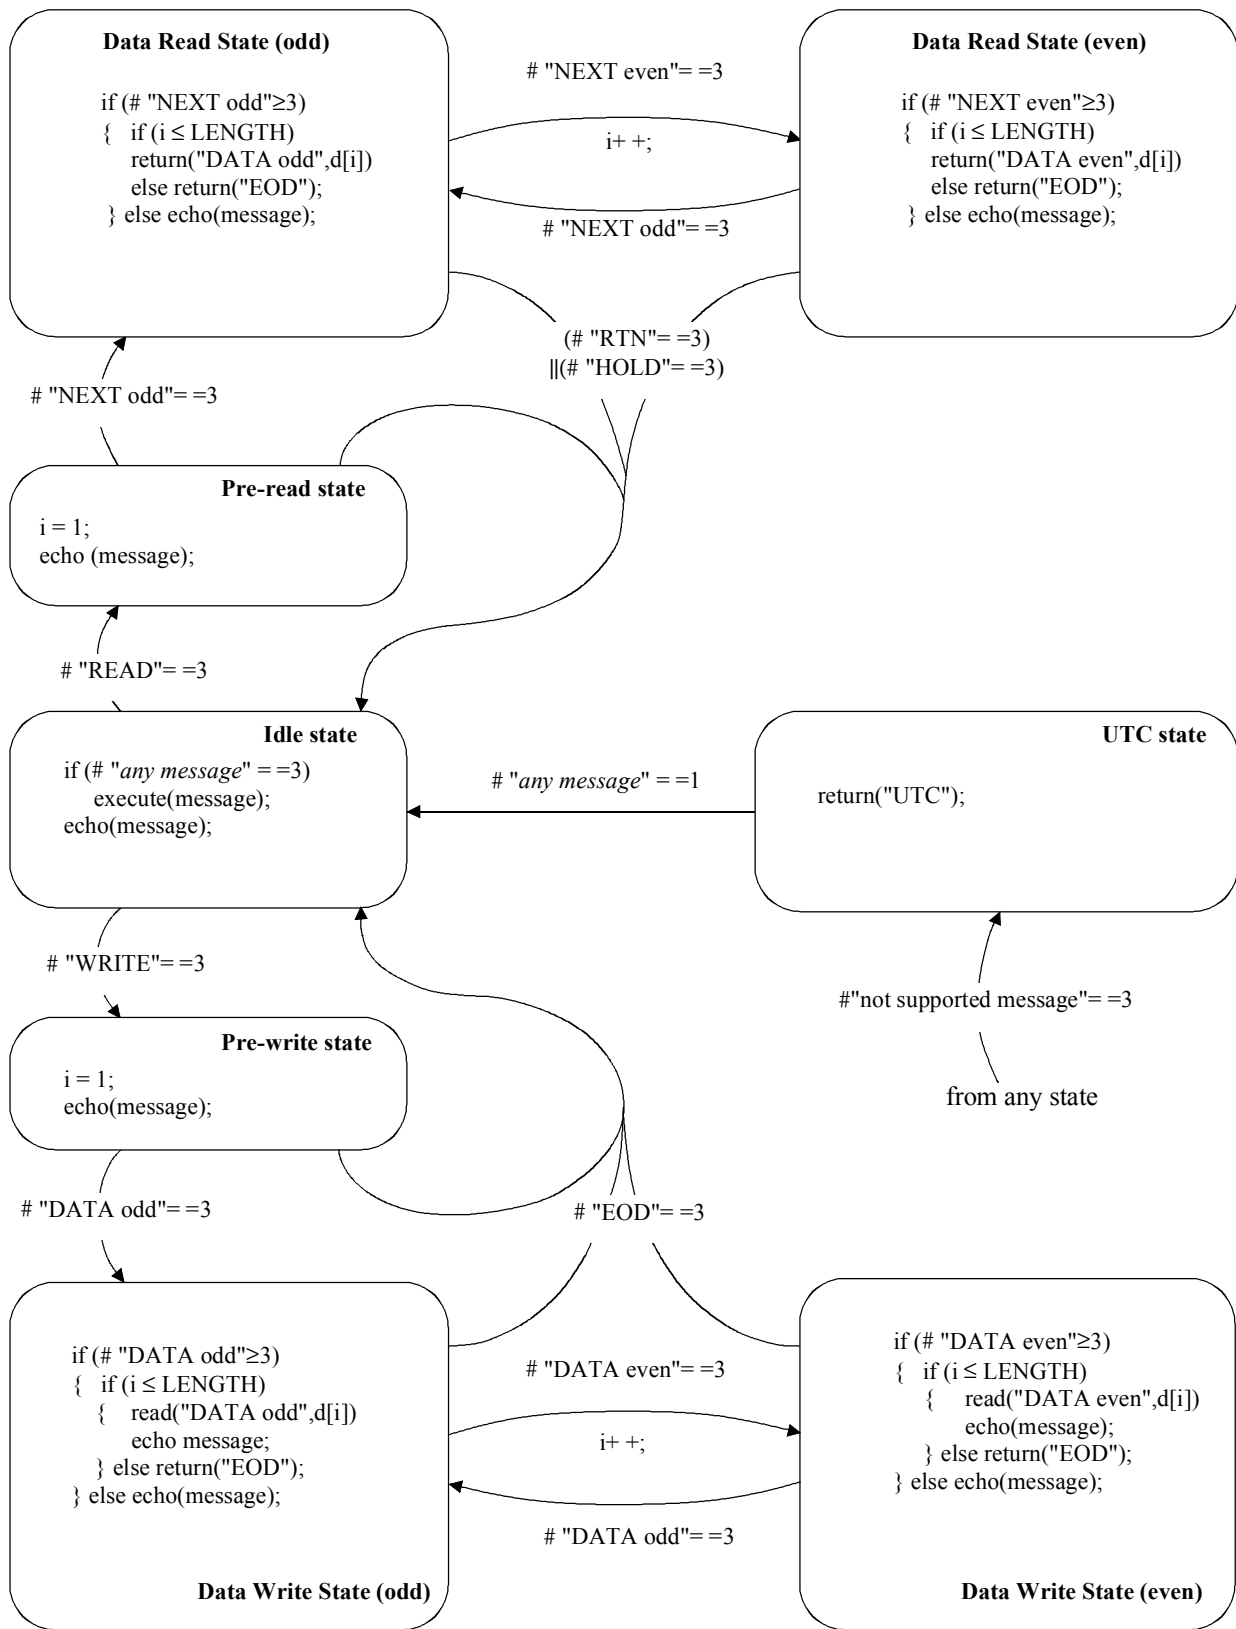 Data Read State (odd)
if (# "NEXT odd"≥3)
{ if (i ≤ LENGTH)
return("DATA odd",d[i])
else return("EOD");
} else echo(message);
# "NEXT even"= =3
i+ +;
# "NEXT odd"= =3
Data Read State (even)
if (# "NEXT even"≥3)
{ if (i ≤ LENGTH)
return("DATA even",d[i])
else return("EOD");
} else echo(message);
(# "RTN"= =3)
||(# "HOLD"= =3)
# "NEXT odd"= =3
Pre-read state
i = 1;
echo (message);
# "READ"= =3
Idle state
if (# "any message" = =3)
execute(message);
echo(message);
# "any message" = =1
UTC state
return("UTC");
# "WRITE"= =3
#"not supported message"= =3
from any state
Pre-write state
i = 1;
echo(message);
# "DATA odd"= =3
# "EOD"= =3
if (# "DATA odd"≥3)
{ if (i ≤ LENGTH)
{ read("DATA odd",d[i])
echo message;
} else return("EOD");
} else echo(message);
Data Write State (odd)
# "DATA even"= =3
i+ +;
# "DATA odd"= =3
if (# "DATA even"≥3)
{ if (i ≤ LENGTH)
{ read("DATA even",d[i])
echo(message);
} else return("EOD");
} else echo(message);
Data Write State (even)